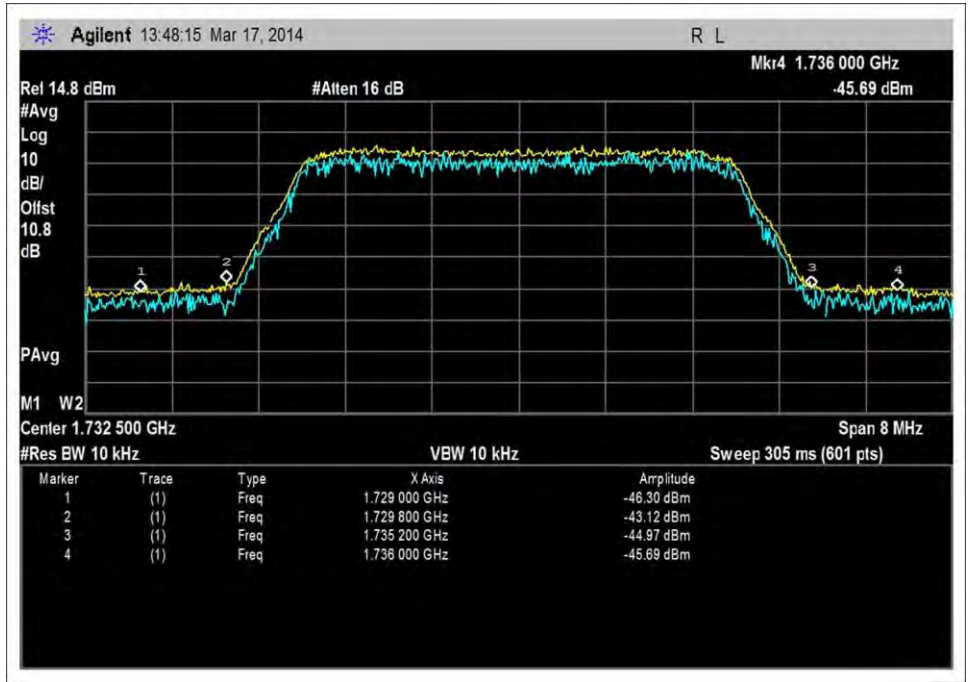 Agilent 13:48:15 Mar 17, 2014 R L
Mkr4 1.736 000 GHz
Rel 14.8 dBm #Atten 16 dB -45.69 dBm
#Avg
Log
10
dB/
Offst
10.8
dB
1 2 3 4
PAvg
M1 W2
Center 1.732 500 GHz Span 8 MHz
#Res BW 10 kHz VBW 10 kHz Sweep 305 ms (601 pts)
Marker Trace Type X Axis Amplitude
1 (1) Freq 1.729 000 GHz -46.30 dBm
2 (1) Freq 1.729 800 GHz -43.12 dBm
3 (1) Freq 1.735 200 GHz -44.97 dBm
4 (1) Freq 1.736 000 GHz -45.69 dBm